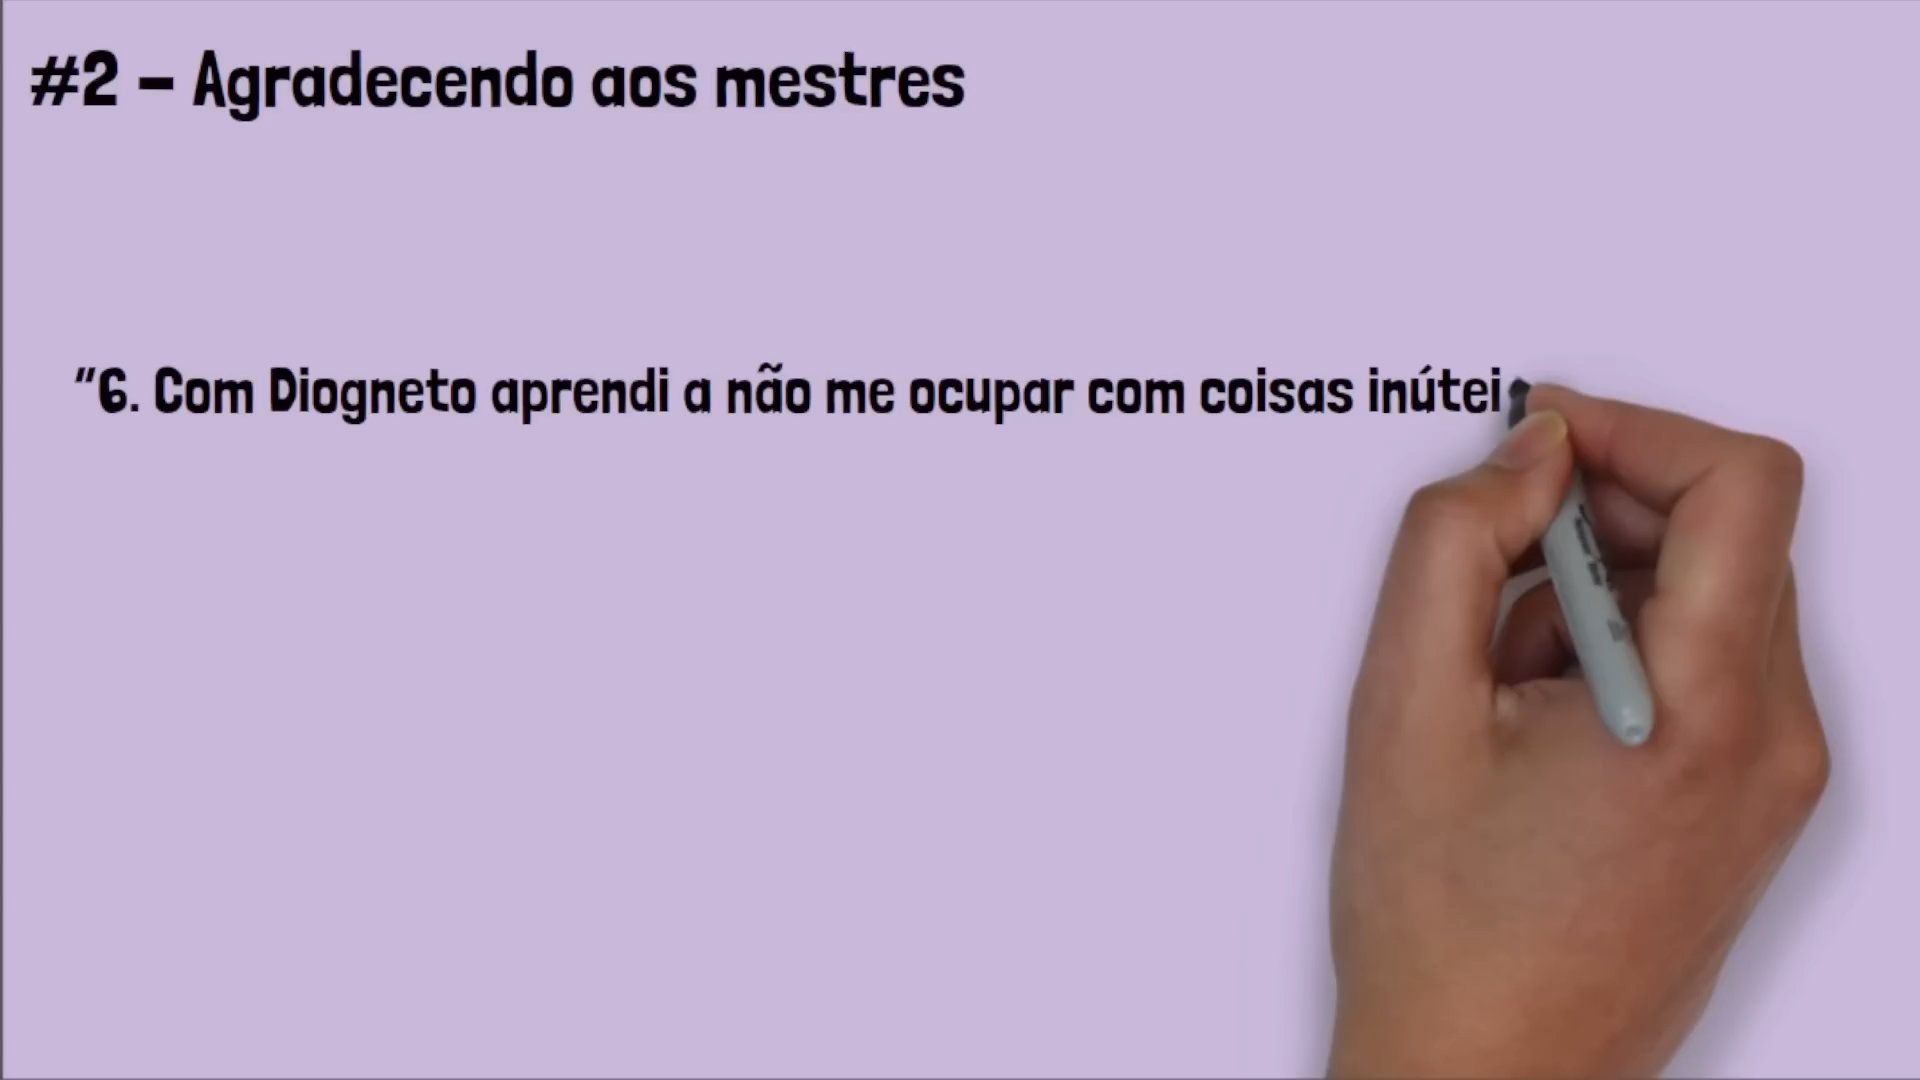 #2 – Agradecendo aos mestres
"6. Com Diogneto aprendi a não me ocupar com coisas inútei